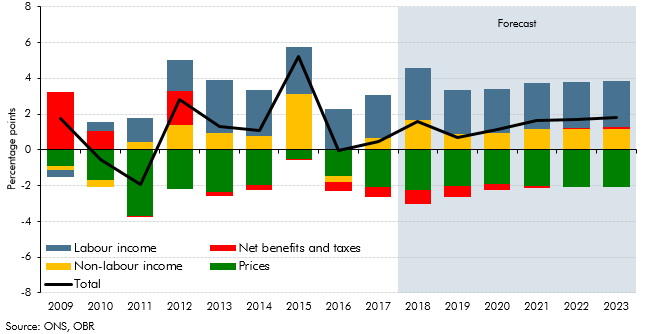 8
Forecast
6
4
2
0
-2
-4
-6
-8
Percentage points
Labour income
Net benefits and taxes
Non-labour income
Prices
Total
2009 2010 2011 2012 2013 2014 2015 2016 2017 2018 2019 2020 2021 2022 2023
Source: ONS, OBR